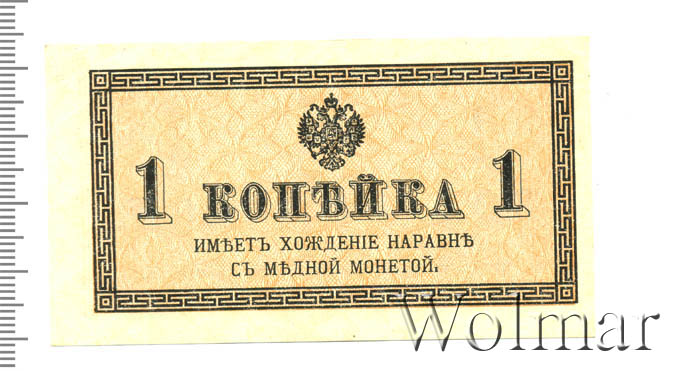 1 КОПѢЙКА 1
ИМѢЕТЪ ХОЖДЕНІЕ НАРАВНѢ
СЪ МѢДНОЙ МОНЕТОЙ.
Wolmar